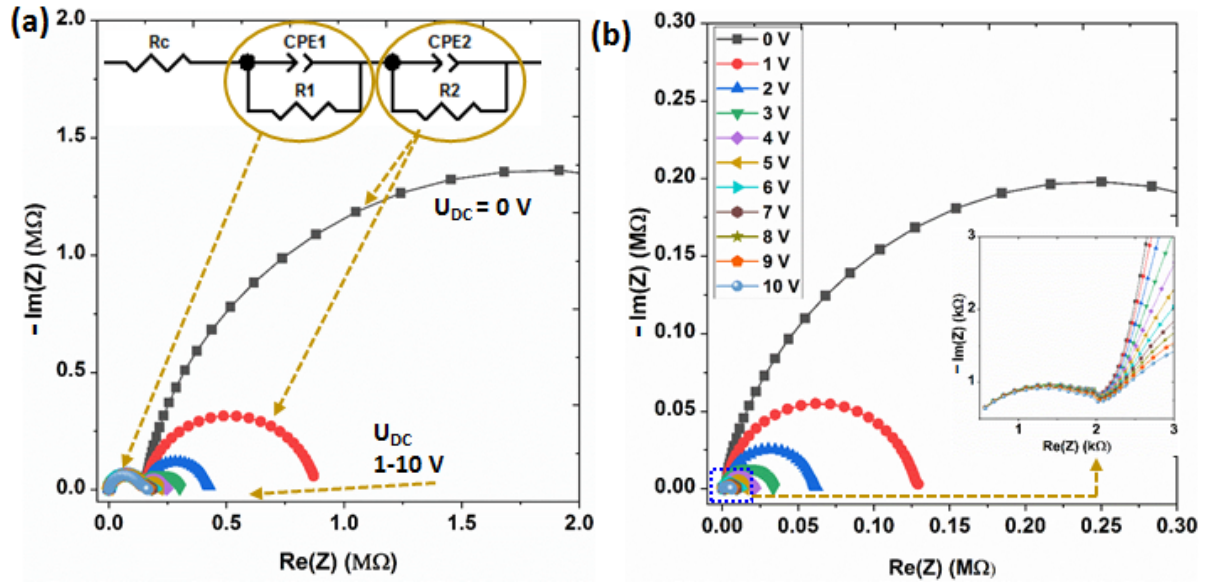 (a)
2.0
1.5
1.0
0.5
0.0
– Im(Z) (MΩ)
Rc
CPE1
CPE2
R1
R2
U_DC = 0 V
U_DC
1-10 V
0.0 0.5 1.0 1.5 2.0
Re(Z) (MΩ)
(b)
0.30
0.25
0.20
0.15
0.10
0.05
0.00
– Im(Z) (MΩ)
0 V
1 V
2 V
3 V
4 V
5 V
6 V
7 V
8 V
9 V
10 V
3
2
1
– Im(Z) (kΩ)
1 2 3
Re(Z) (kΩ)
0.00 0.05 0.10 0.15 0.20 0.25 0.30
Re(Z) (MΩ)